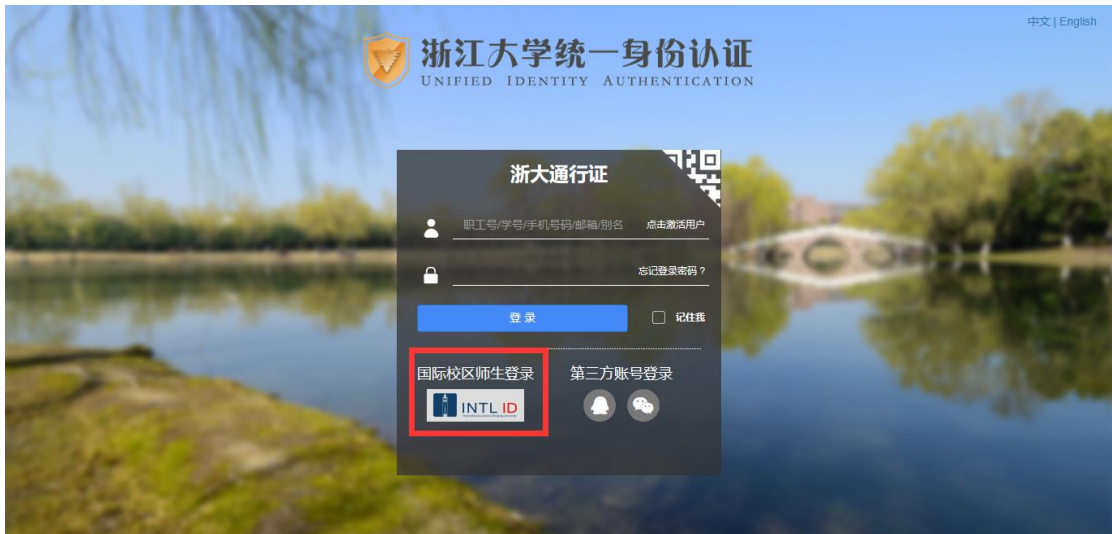 中文 | English
浙江大学统一身份认证
UNIFIED IDENTITY AUTHENTICATION
浙大通行证
职工号/学号/手机号码/邮箱/别名 点击激活用户
忘记登录密码？
登 录 记住我
国际校区师生登录 第三方账号登录
INTL ID